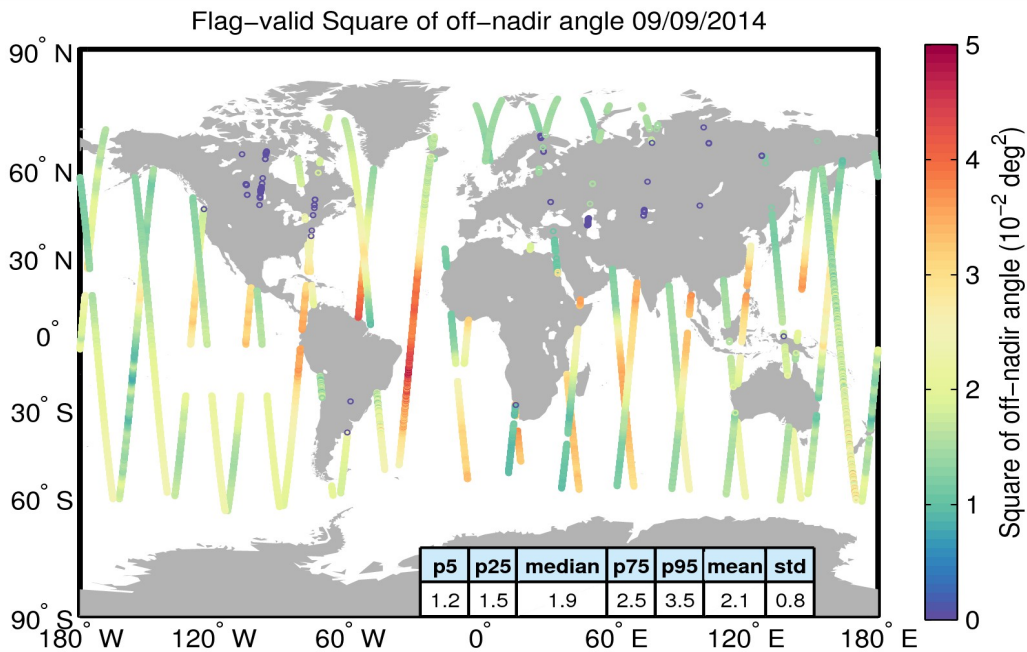 Flag−valid Square of off−nadir angle 09/09/2014
90° N
60° N
30° N
0°
30° S
60° S
90° S
180° W
120° W
60° W
0°
60° E
120° E
180° E
p5 p25 median p75 p95 mean std
1.2 1.5 1.9 2.5 3.5 2.1 0.8
5
4
3
2
1
0
Square of off−nadir angle (10⁻² deg²)